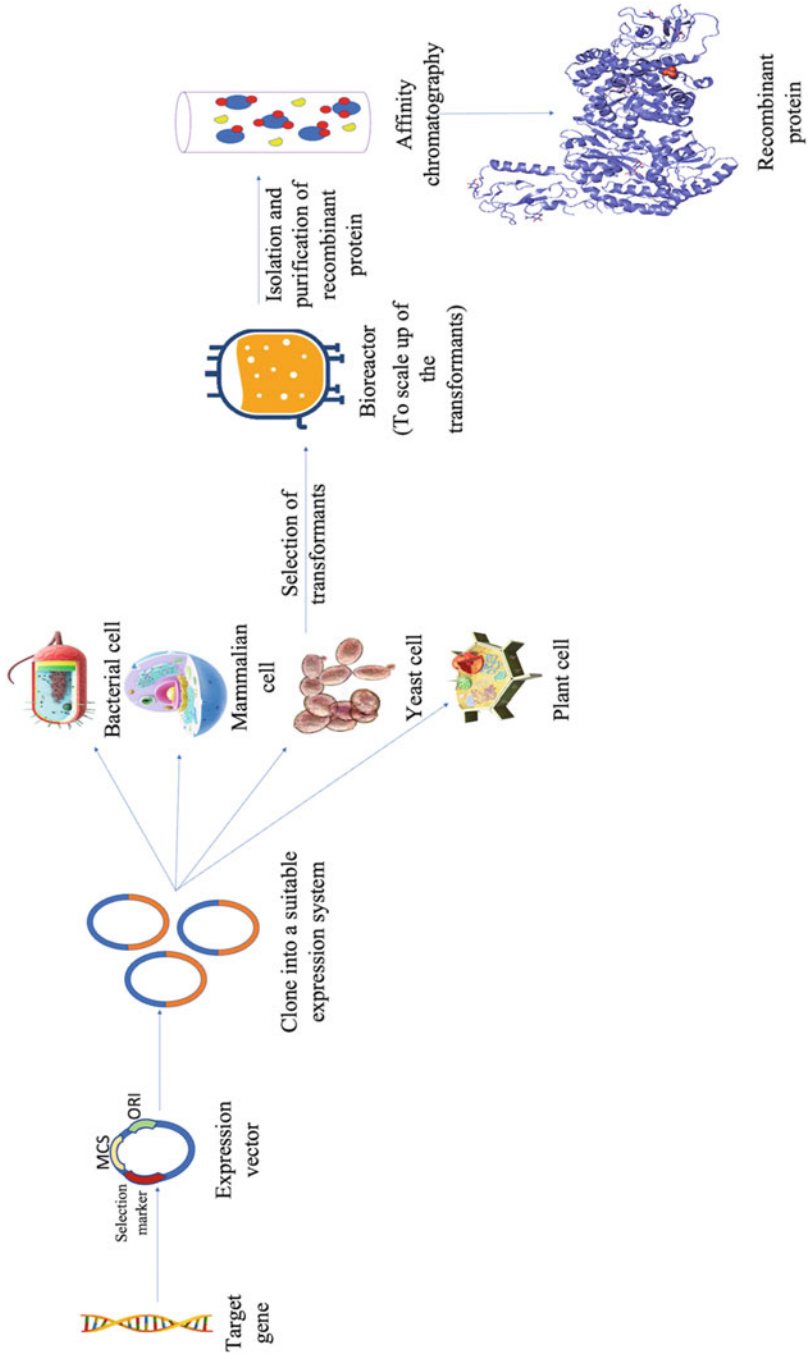 Target
gene
Selection
marker
MCS
ORI
Expression
vector
Clone into a suitable
expression system
Bacterial cell
Mammalian
cell
Yeast cell
Plant cell
Selection of
transformants
Bioreactor
(To scale up of
the
transformants)
Isolation and
purification of
recombinant
protein
Affinity
chromatography
Recombinant
protein